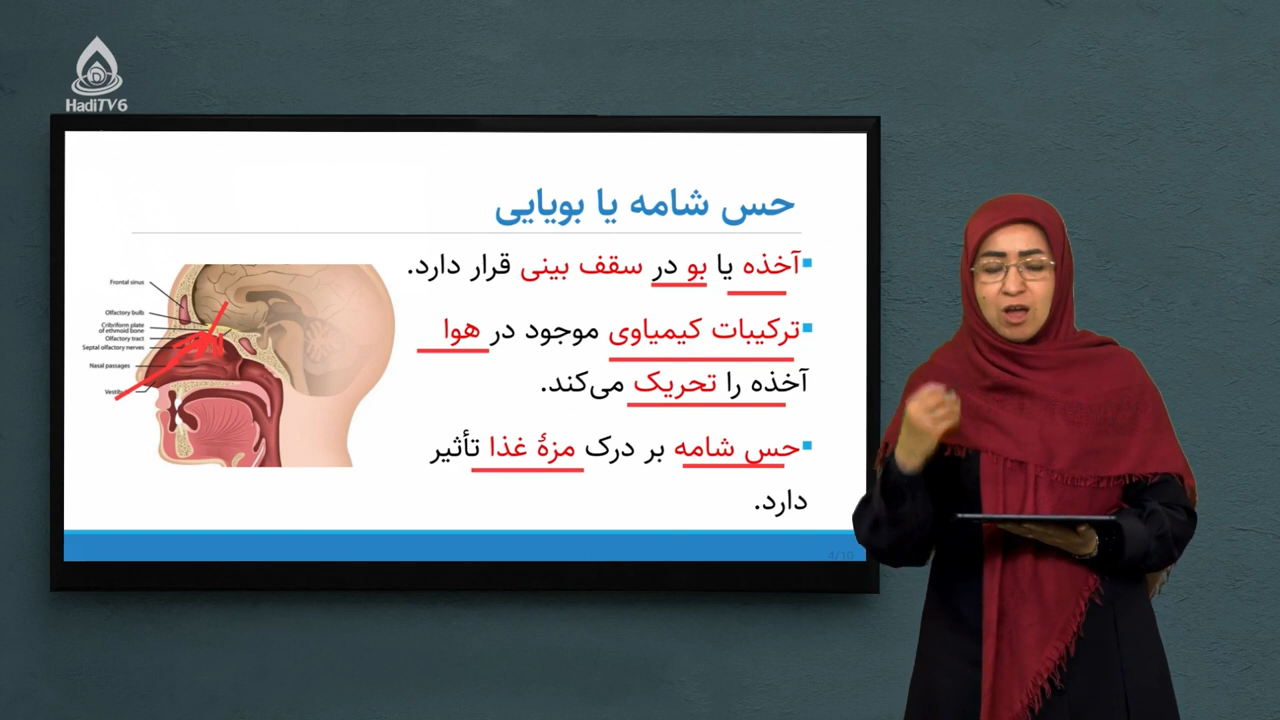 HadiTV6
حس شامه یا بویایی
آخذه یا بو در سقف بینی قرار دارد.
ترکیبات کیمیاوی موجود در هوا
آخذه را تحریک می‌کند.
حس شامه بر درک مزهٔ غذا تأثیر
دارد.
Frontal sinus
Olfactory bulb
Cribriform plate
of ethmoid bone
Olfactory tract
Septal olfactory nerves
Nasal passages
4/10